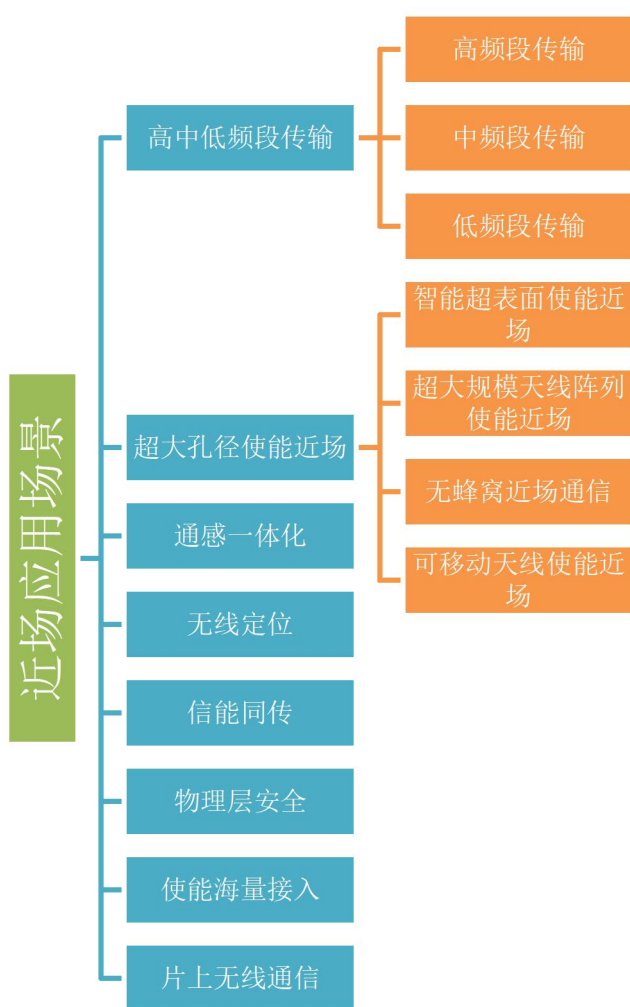 近场应用场景
高中低频段传输
高频段传输
中频段传输
低频段传输
超大孔径使能近场
智能超表面使能近
场
超大规模天线阵列
使能近场
无蜂窝近场通信
可移动天线使能近
场
通感一体化
无线定位
信能同传
物理层安全
使能海量接入
片上无线通信